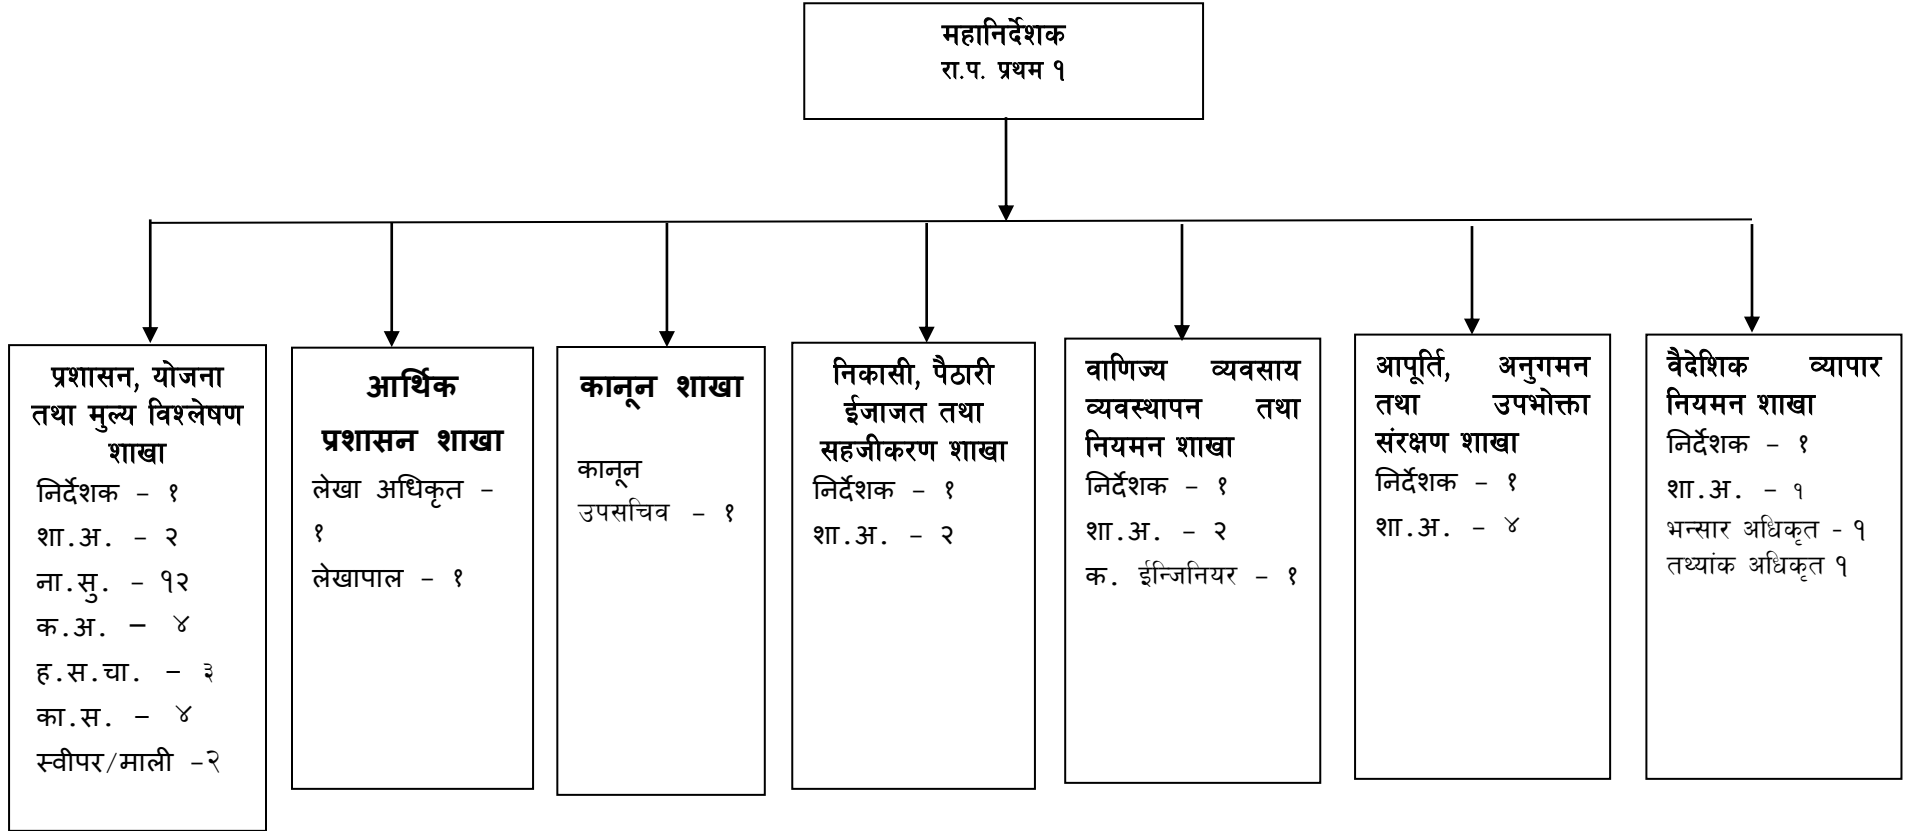 महानिर्देशक
रा.प. प्रथम १
प्रशासन, योजना
तथा मुल्य विश्लेषण
शाखा
निर्देशक - १
शा.अ. - २
ना.सु. - १२
क.अ. – ४
ह.स.चा. - ३
का.स. - ४
स्वीपर/माली -२
आर्थिक
प्रशासन शाखा
लेखा अधिकृत -
१
लेखापाल - १
कानून शाखा
कानून
उपसचिव - १
निकासी, पैठारी
ईजाजत तथा
सहजीकरण शाखा
निर्देशक - १
शा.अ. - २
वाणिज्य व्यवसाय
व्यवस्थापन तथा
नियमन शाखा
निर्देशक - १
शा.अ. - २
क. ईन्जिनियर - १
आपूर्ति, अनुगमन
तथा उपभोक्ता
संरक्षण शाखा
निर्देशक - १
शा.अ. - ४
वैदेशिक व्यापार
नियमन शाखा
निर्देशक - १
शा.अ. - १
भन्सार अधिकृत - १
तथ्यांक अधिकृत १